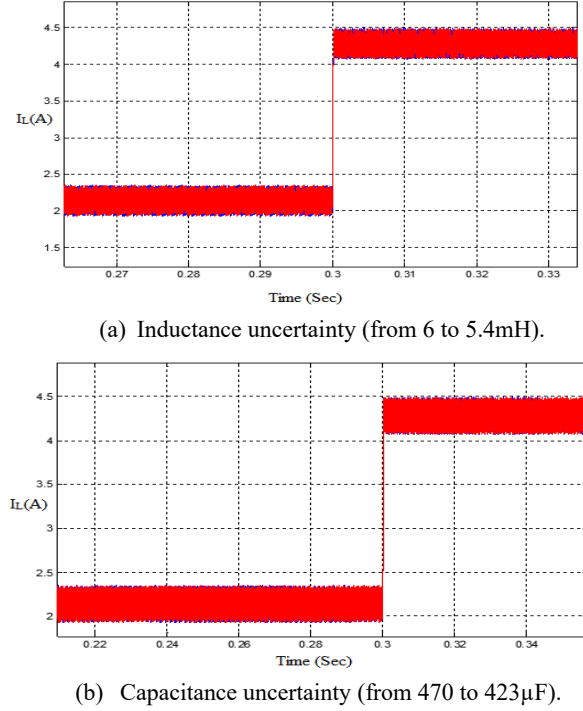 4.5
4
3.5
I_L(A)
3
2.5
2
1.5
0.27 0.28 0.29 0.3 0.31 0.32 0.33
Time (Sec)
(a) Inductance uncertainty (from 6 to 5.4mH).
4.5
4
3.5
I_L(A)
3
2.5
2
0.22 0.24 0.26 0.28 0.3 0.32 0.34
Time (Sec)
(b) Capacitance uncertainty (from 470 to 423µF).